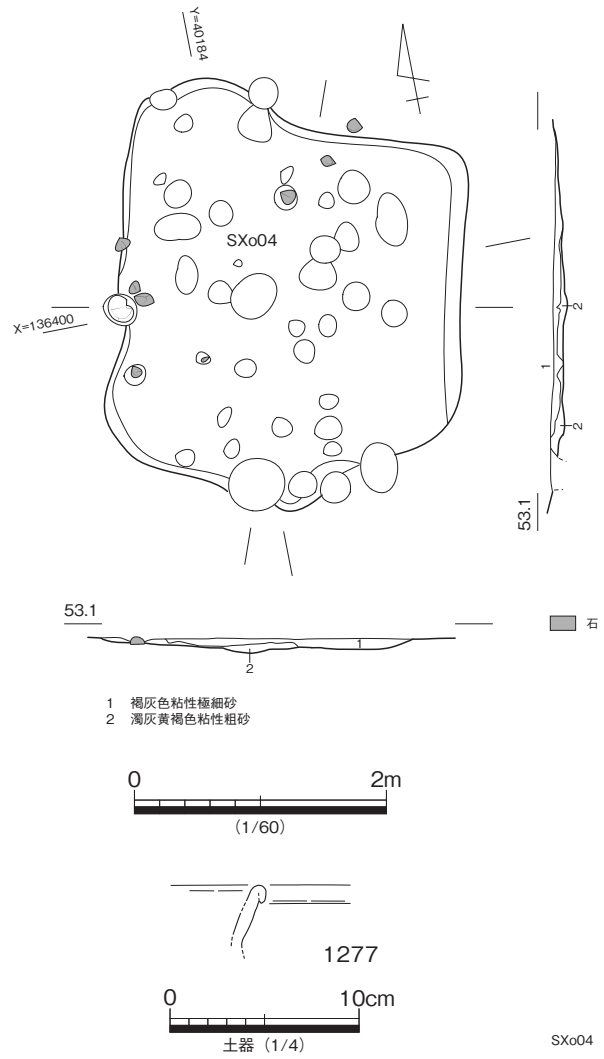 Y=40184
SXo04
X=136400
2
1
2
53.1
53.1
石
1
2
1 褐灰色粘性極細砂
2 濁灰黄褐色粘性粗砂
0 2m
(1/60)
1277
0 10cm
土器 (1/4)
SXo04